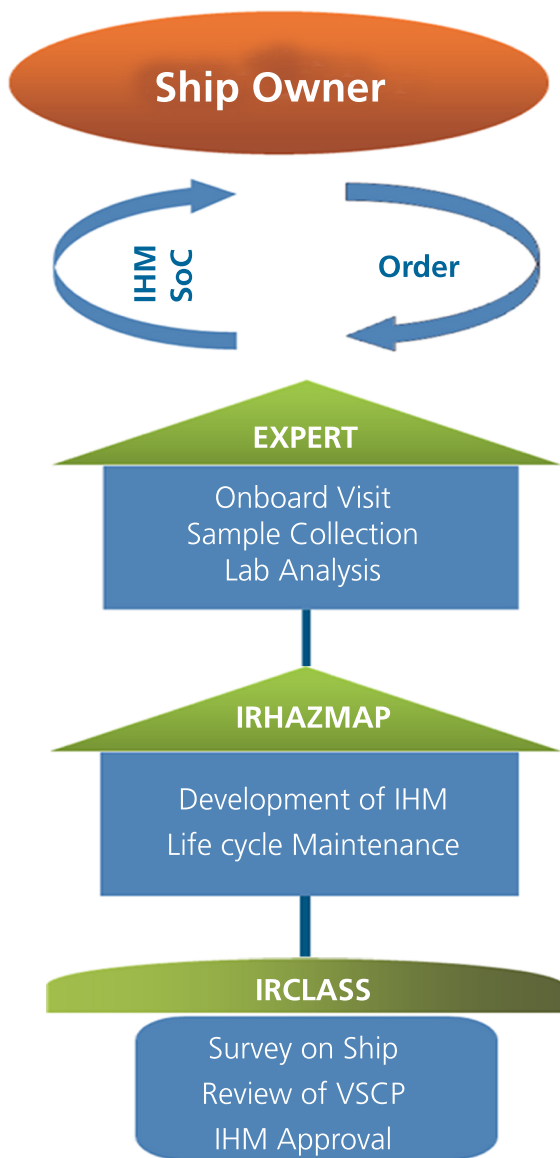 Ship Owner
IHM
SoC
Order
EXPERT
Onboard Visit
Sample Collection
Lab Analysis
IRHAZMAP
Development of IHM
Life cycle Maintenance
IRCLASS
Survey on Ship
Review of VSCP
IHM Approval